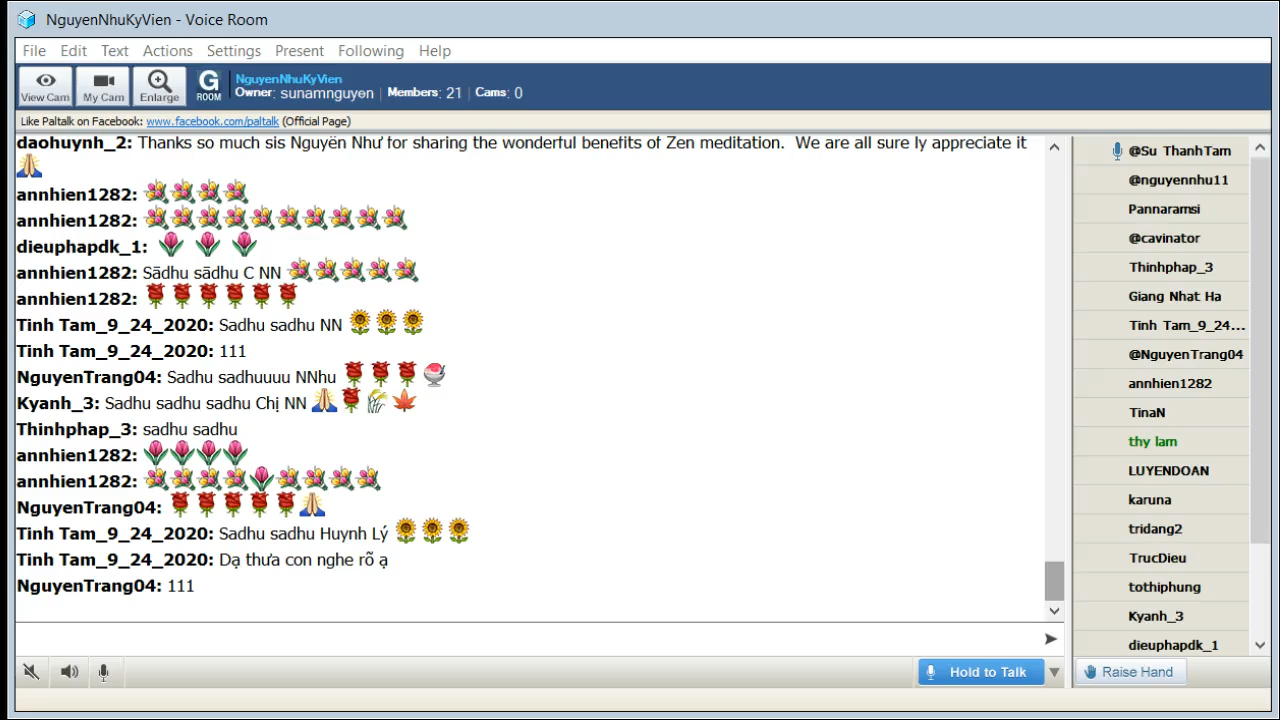 NguyenNhuKyVien - Voice Room
File Edit Text Actions Settings Present Following Help
View Cam My Cam Enlarge G ROOM NguyenNhuKyVien
Owner: sunamnguyen Members: 21 Cams: 0
Like Paltalk on Facebook: www.facebook.com/paltalk (Official Page)
daohuynh_2: Thanks so much sis Nguyên Như for sharing the wonderful benefits of Zen meditation. We are all sure ly appreciate it
annhien1282:
annhien1282:
dieuphapdk_1:
annhien1282: Sādhu sādhu C NN
annhien1282:
Tinh Tam_9_24_2020: Sadhu sadhu NN
Tinh Tam_9_24_2020: 111
NguyenTrang04: Sadhu sadhuuuu NNhu
Kyanh_3: Sadhu sadhu sadhu Chị NN
Thinhphap_3: sadhu sadhu
annhien1282:
annhien1282:
NguyenTrang04:
Tinh Tam_9_24_2020: Sadhu sadhu Huynh Lý
Tinh Tam_9_24_2020: Dạ thưa con nghe rõ ạ
NguyenTrang04: 111
@Su ThanhTam
@nguyennhu11
Pannaramsi
@cavinator
Thinhphap_3
Giang Nhat Ha
Tinh Tam_9_24...
@NguyenTrang04
annhien1282
TinaN
thy lam
LUYENDOAN
karuna
tridang2
TrucDieu
tothiphung
Kyanh_3
dieuphapdk_1
Hold to Talk
Raise Hand